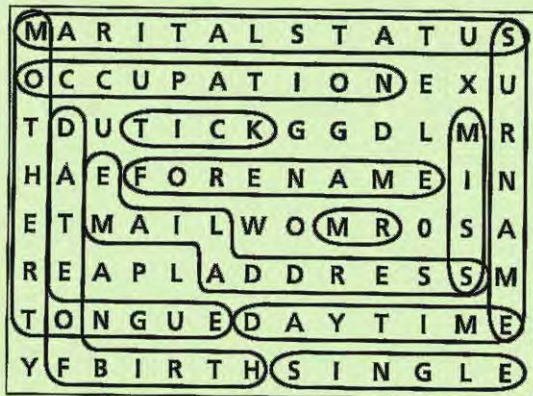 M A R I T A L S T A T U S
O C C U P A T I O N E X U
T D U T I C K G G D L M R
H A E F O R E N A M E I N
E T M A I L W O M R 0 S A
R E A P L A D D R E S S M
T O N G U E D A Y T I M E
Y F B I R T H S I N G L E